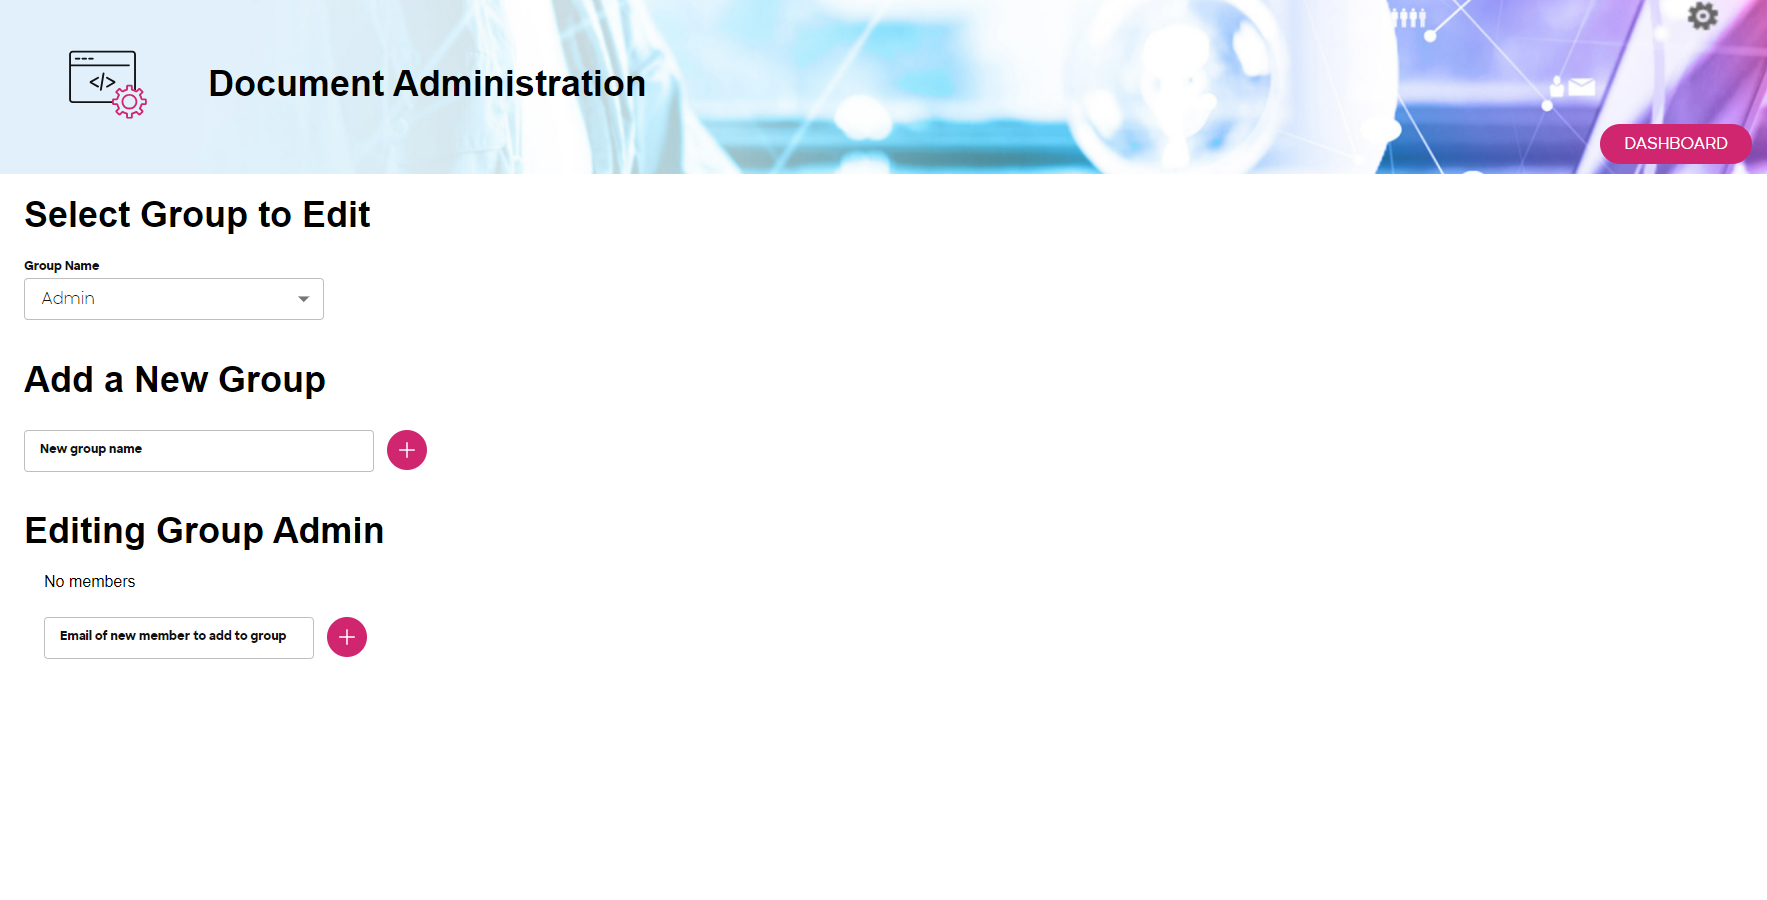 </>
Document Administration
DASHBOARD
Select Group to Edit
Group Name
Admin
Add a New Group
New group name
Editing Group Admin
No members
Email of new member to add to group